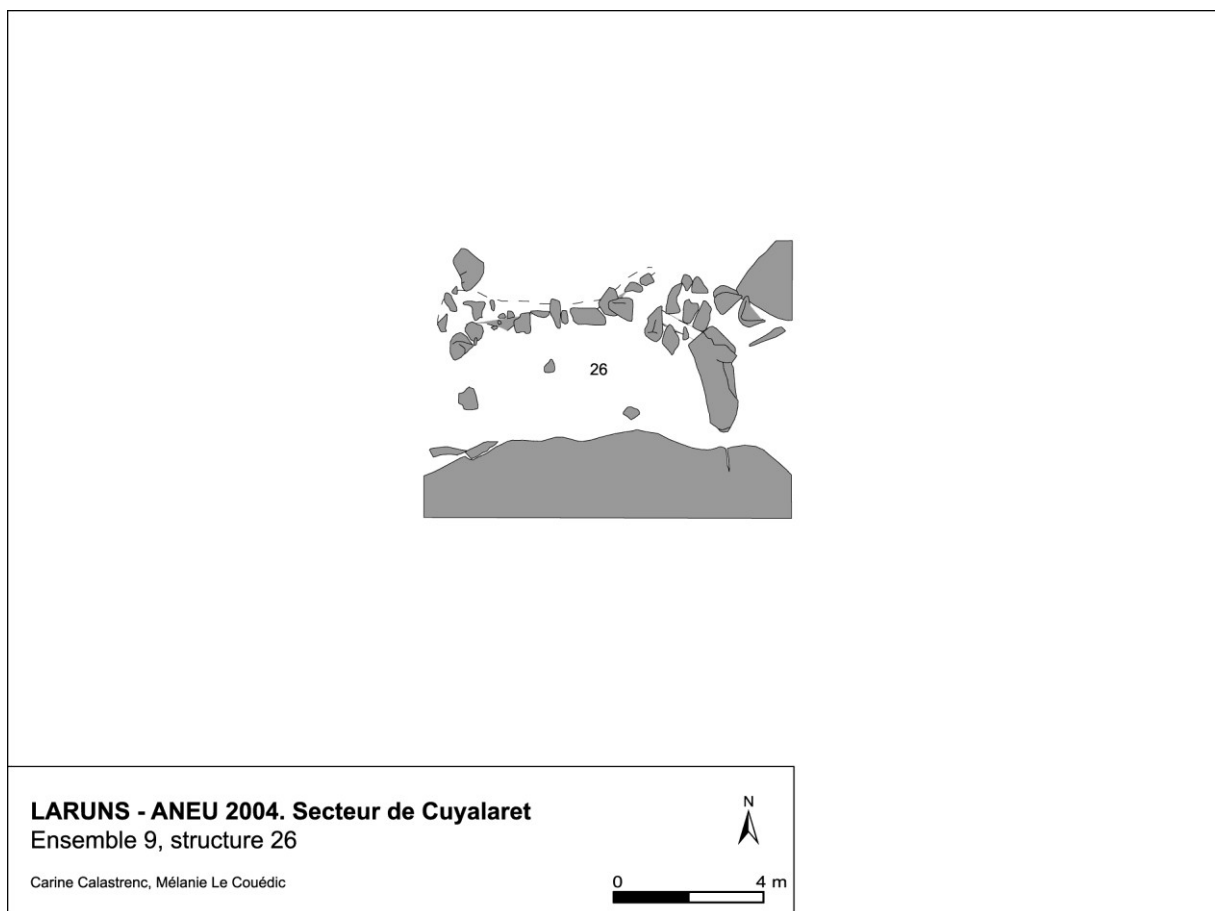 26
LARUNS - ANEU 2004. Secteur de Cuyalaret
Ensemble 9, structure 26
Carine Calastrenc, Mélanie Le Couédic
N
0 4 m